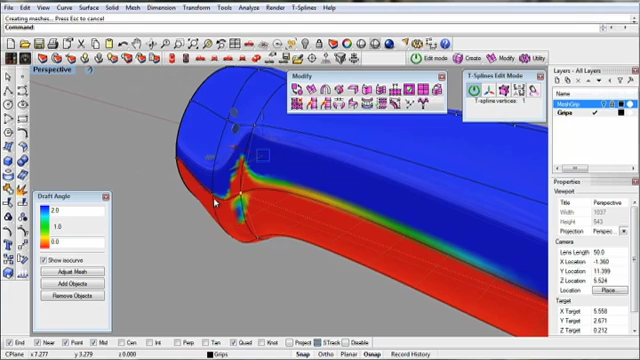 File Edit View Curve Surface Solid Mesh Dimension Transform Tools Analyze Render T-Splines Help
Creating meshes... Press Esc to cancel
Command:
Edit mode Create Modify Utility
Perspective
Modify
T-Splines Edit Mode
T-spline vertices: 1
Layers -- All Layers
Name
MeshGrip
Grips
Draft Angle
2.0
1.0
0.0
Show isocurve
Adjust Mesh
Add Objects
Remove Objects
Properties
Viewport
Title Perspective
Width 1037
Height 543
Projection Perspec...
Camera
Lens Length 50.0
X Location -1.360
Y Location 11.399
Z Location 5.524
Location Place...
Target
X Target 5.558
Y Target 2.671
Z Target 0.212
End Near Point Mid Cen Int Perp Tan Quad Knot Project STrack Disable
CPlane x 7.277 y 3.279 z 0.000 Grips Snap Ortho Planar Osnap Record History